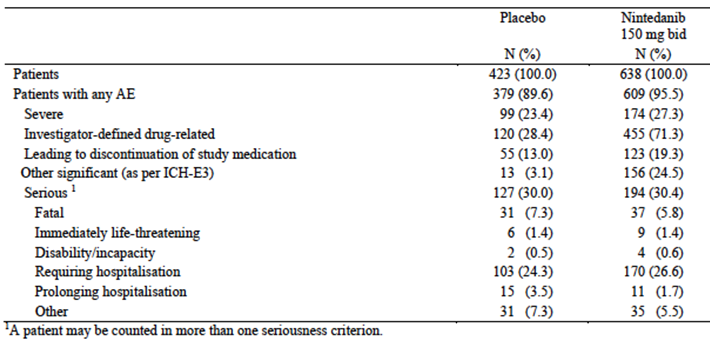 Placebo Nintedanib
150 mg bid
N (%) N (%)
Patients 423 (100.0) 638 (100.0)
Patients with any AE 379 (89.6) 609 (95.5)
Severe 99 (23.4) 174 (27.3)
Investigator-defined drug-related 120 (28.4) 455 (71.3)
Leading to discontinuation of study medication 55 (13.0) 123 (19.3)
Other significant (as per ICH-E3) 13 (3.1) 156 (24.5)
Serious 1 127 (30.0) 194 (30.4)
Fatal 31 (7.3) 37 (5.8)
Immediately life-threatening 6 (1.4) 9 (1.4)
Disability/incapacity 2 (0.5) 4 (0.6)
Requiring hospitalisation 103 (24.3) 170 (26.6)
Prolonging hospitalisation 15 (3.5) 11 (1.7)
Other 31 (7.3) 35 (5.5)
1A patient may be counted in more than one seriousness criterion.